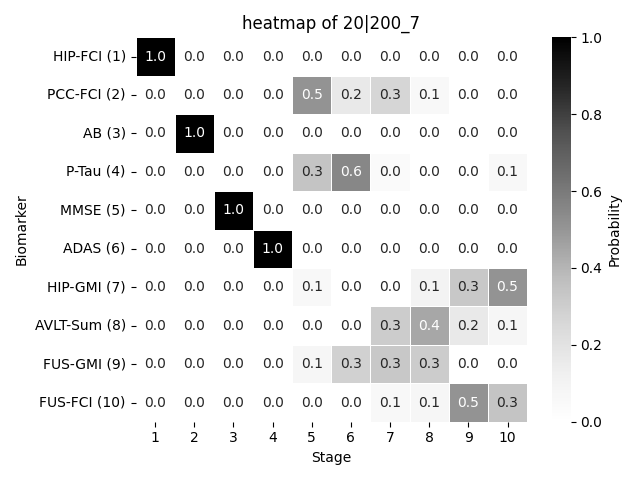 heatmap of 20|200_7
HIP-FCI (1) 1.0 0.0 0.0 0.0 0.0 0.0 0.0 0.0 0.0 0.0
PCC-FCI (2) 0.0 0.0 0.0 0.0 0.5 0.2 0.3 0.1 0.0 0.0
AB (3) 0.0 1.0 0.0 0.0 0.0 0.0 0.0 0.0 0.0 0.0
P-Tau (4) 0.0 0.0 0.0 0.0 0.3 0.6 0.0 0.0 0.0 0.1
MMSE (5) 0.0 0.0 1.0 0.0 0.0 0.0 0.0 0.0 0.0 0.0
ADAS (6) 0.0 0.0 0.0 1.0 0.0 0.0 0.0 0.0 0.0 0.0
HIP-GMI (7) 0.0 0.0 0.0 0.0 0.1 0.0 0.0 0.1 0.3 0.5
AVLT-Sum (8) 0.0 0.0 0.0 0.0 0.0 0.0 0.3 0.4 0.2 0.1
FUS-GMI (9) 0.0 0.0 0.0 0.0 0.1 0.3 0.3 0.3 0.0 0.0
FUS-FCI (10) 0.0 0.0 0.0 0.0 0.0 0.0 0.1 0.1 0.5 0.3
1 2 3 4 5 6 7 8 9 10
Stage
Biomarker
1.0
0.8
0.6
0.4
0.2
0.0
Probability